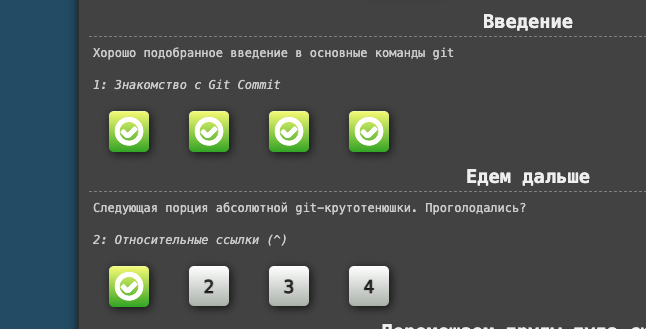 Введение
Хорошо подобранное введение в основные команды git
1: Знакомство с Git Commit
Едем дальше
Следующая порция абсолютной git-крутотенюшки. Проголодались?
2: Относительные ссылки (^)
2 3 4